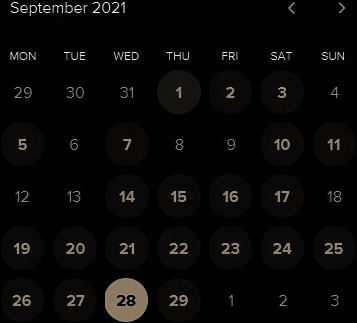 September 2021
MON TUE WED THU FRI SAT SUN
29 30 31 1 2 3 4
5 6 7 8 9 10 11
12 13 14 15 16 17 18
19 20 21 22 23 24 25
26 27 28 29 1 2 3